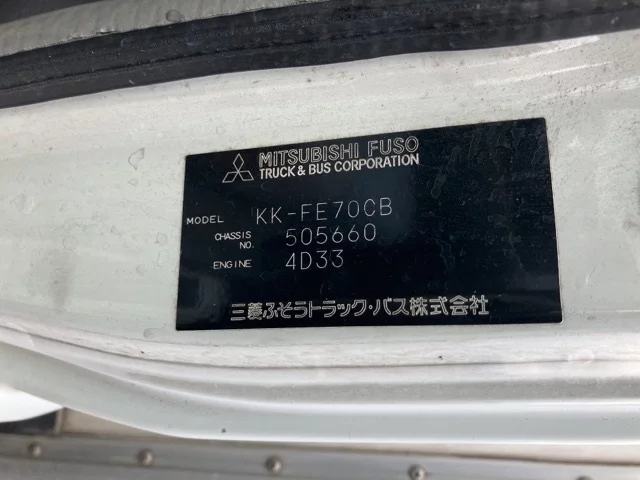 MITSUBISHI FUSO
TRUCK & BUS CORPORATION
MODEL KK-FE70CB
CHASSIS NO. 505660
ENGINE 4D33
三菱ふそうトラック・バス株式会社